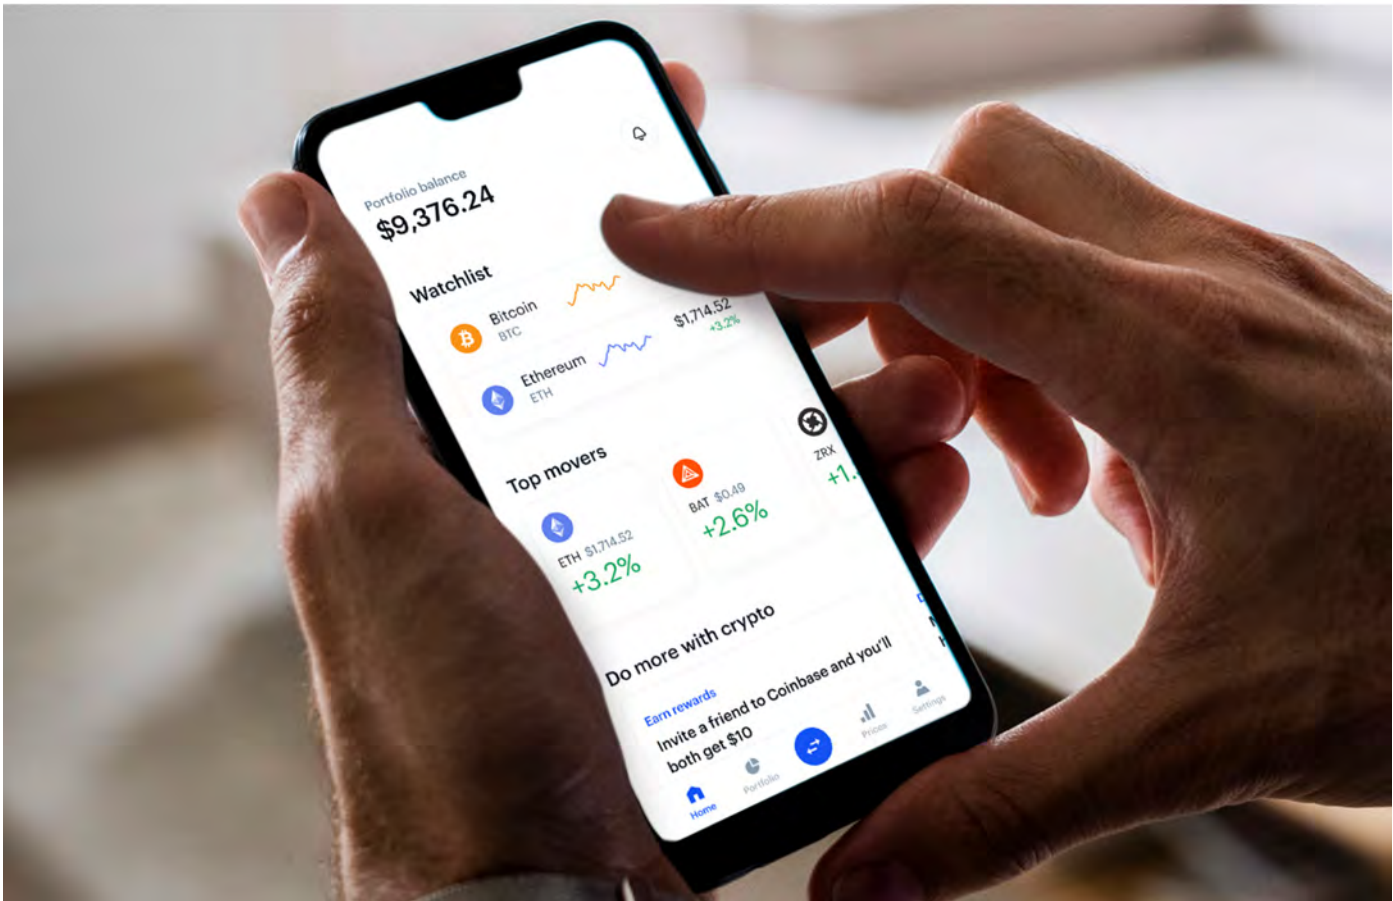 Portfolio balance
$9,376.24
Watchlist
Bitcoin
BTC
Ethereum
ETH
$1,714.52
+3.2%
Top movers
ETH $1,714.52
+3.2%
BAT $0.49
+2.6%
ZRX
+1.
Do more with crypto
Earn rewards
Invite a friend to Coinbase and you'll
both get $10
Home
Portfolio
Prices
Settings